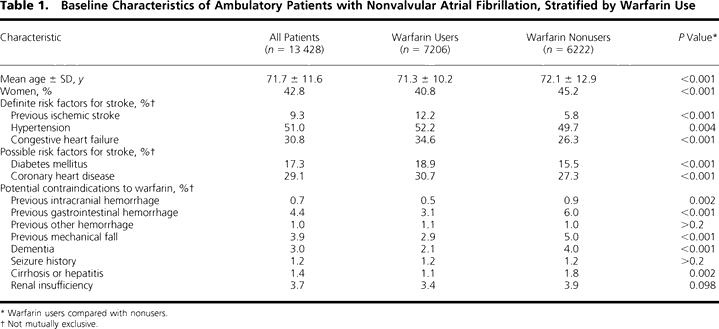 Table 1. Baseline Characteristics of Ambulatory Patients with Nonvalvular Atrial Fibrillation, Stratified by Warfarin Use
Characteristic All Patients Warfarin Users Warfarin Nonusers P Value*
(n = 13 428) (n = 7206) (n = 6222)
Mean age ± SD, y 71.7 ± 11.6 71.3 ± 10.2 72.1 ± 12.9 <0.001
Women, % 42.8 40.8 45.2 <0.001
Definite risk factors for stroke, %†
Previous ischemic stroke 9.3 12.2 5.8 <0.001
Hypertension 51.0 52.2 49.7 0.004
Congestive heart failure 30.8 34.6 26.3 <0.001
Possible risk factors for stroke, %†
Diabetes mellitus 17.3 18.9 15.5 <0.001
Coronary heart disease 29.1 30.7 27.3 <0.001
Potential contraindications to warfarin, %†
Previous intracranial hemorrhage 0.7 0.5 0.9 0.002
Previous gastrointestinal hemorrhage 4.4 3.1 6.0 <0.001
Previous other hemorrhage 1.0 1.1 1.0 >0.2
Previous mechanical fall 3.9 2.9 5.0 <0.001
Dementia 3.0 2.1 4.0 <0.001
Seizure history 1.2 1.2 1.2 >0.2
Cirrhosis or hepatitis 1.4 1.1 1.8 0.002
Renal insufficiency 3.7 3.4 3.9 0.098
* Warfarin users compared with nonusers.
† Not mutually exclusive.